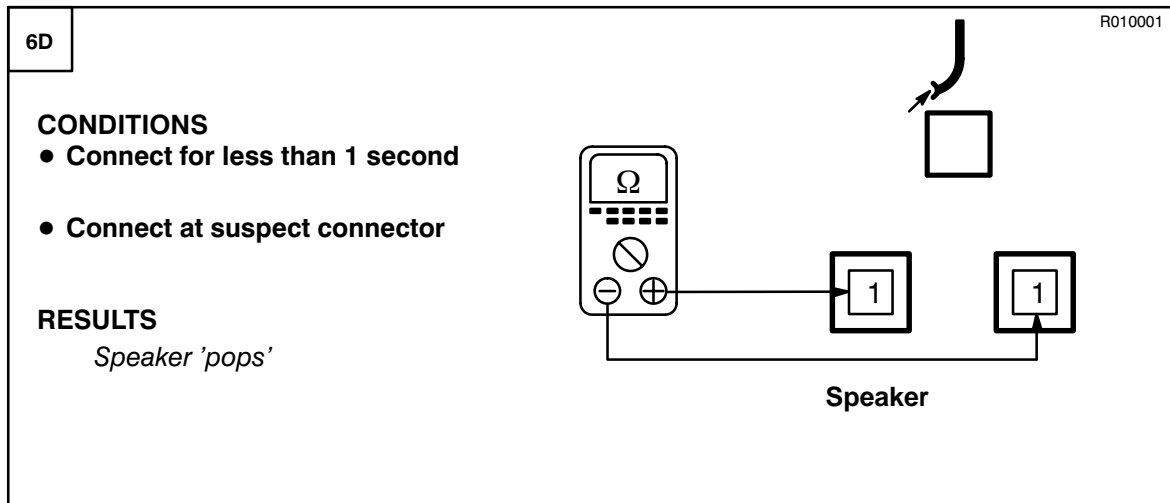 6D
R010001
CONDITIONS
• Connect for less than 1 second
• Connect at suspect connector
RESULTS
Speaker 'pops'
Ω
1
1
Speaker